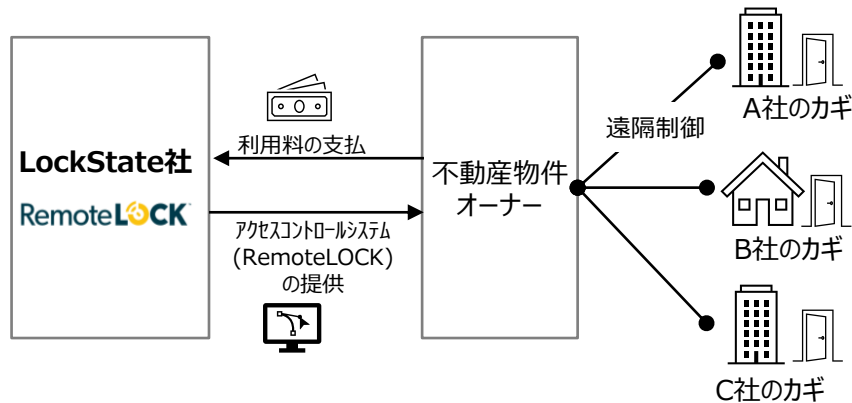 LockState社
RemoteLOCK
利用料の支払
ｱｸｾｽｺﾝﾄﾛｰﾙｼｽﾃﾑ
(RemoteLOCK)
の提供
不動産物件
オーナー
遠隔制御
A社のカギ
B社のカギ
C社のカギ